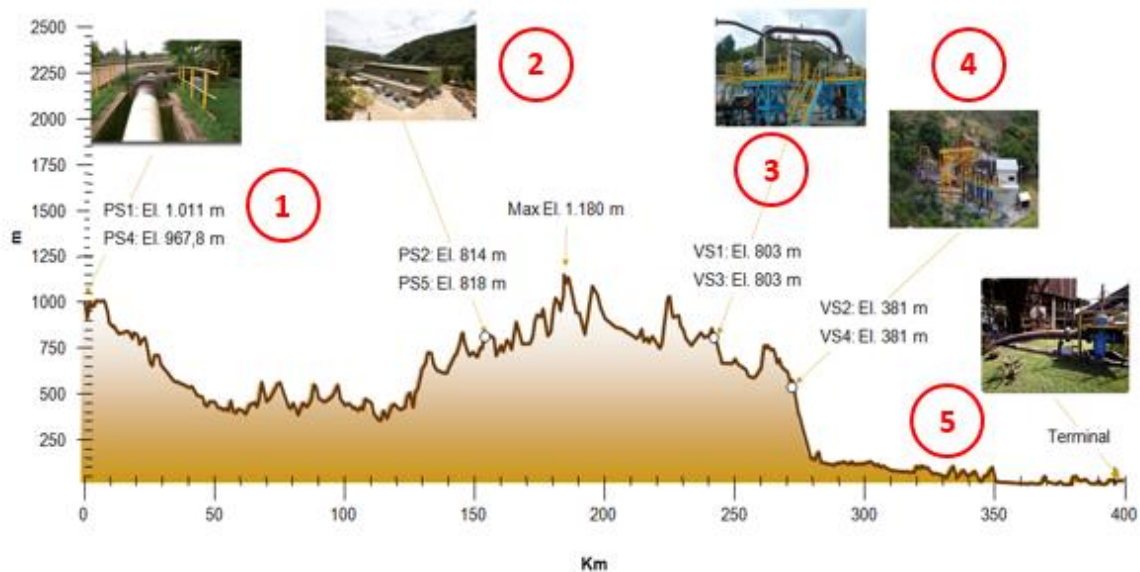 2500
2250
2000
1750
1500
1250
1000
750
500
250
m
1
2
3
4
5
PS1: El. 1.011 m
PS4: El. 967,8 m
PS2: El. 814 m
PS5: El. 818 m
Max El. 1.180 m
VS1: El. 803 m
VS3: El. 803 m
VS2: El. 381 m
VS4: El. 381 m
Terminal
0 50 100 150 200 250 300 350 400
Km